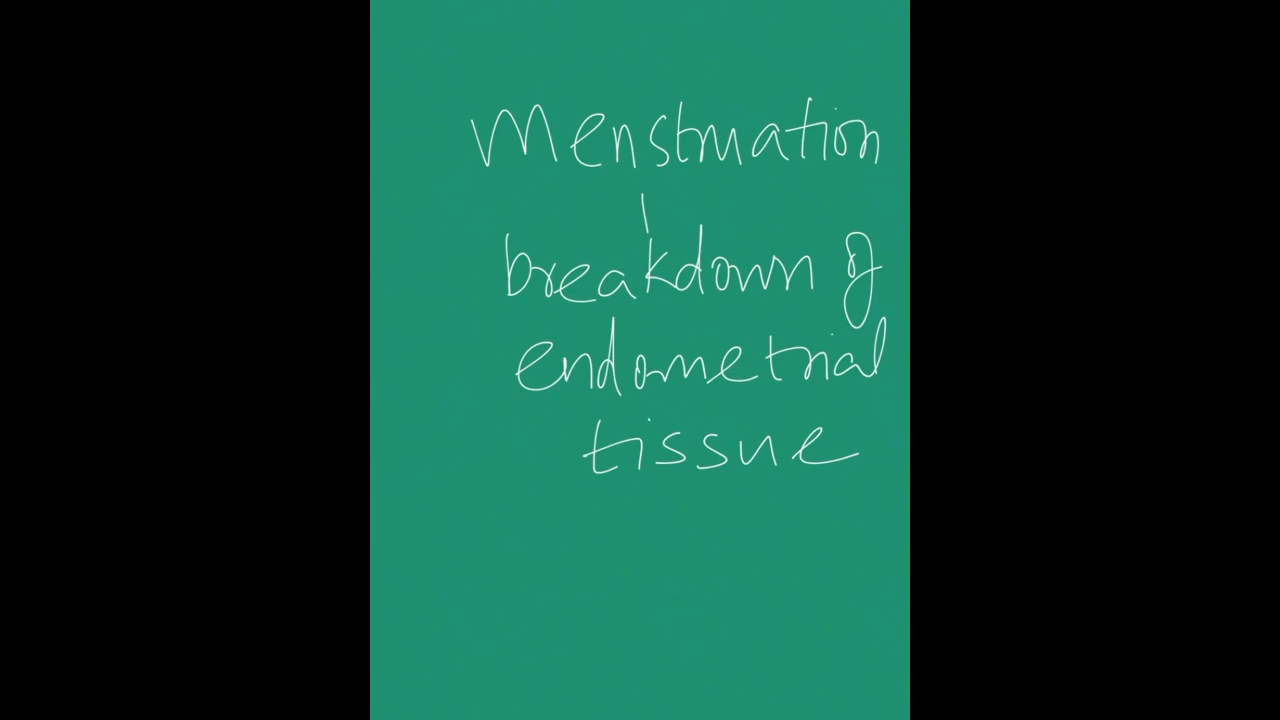 Menstruation
breakdown of
endometrial
tissue